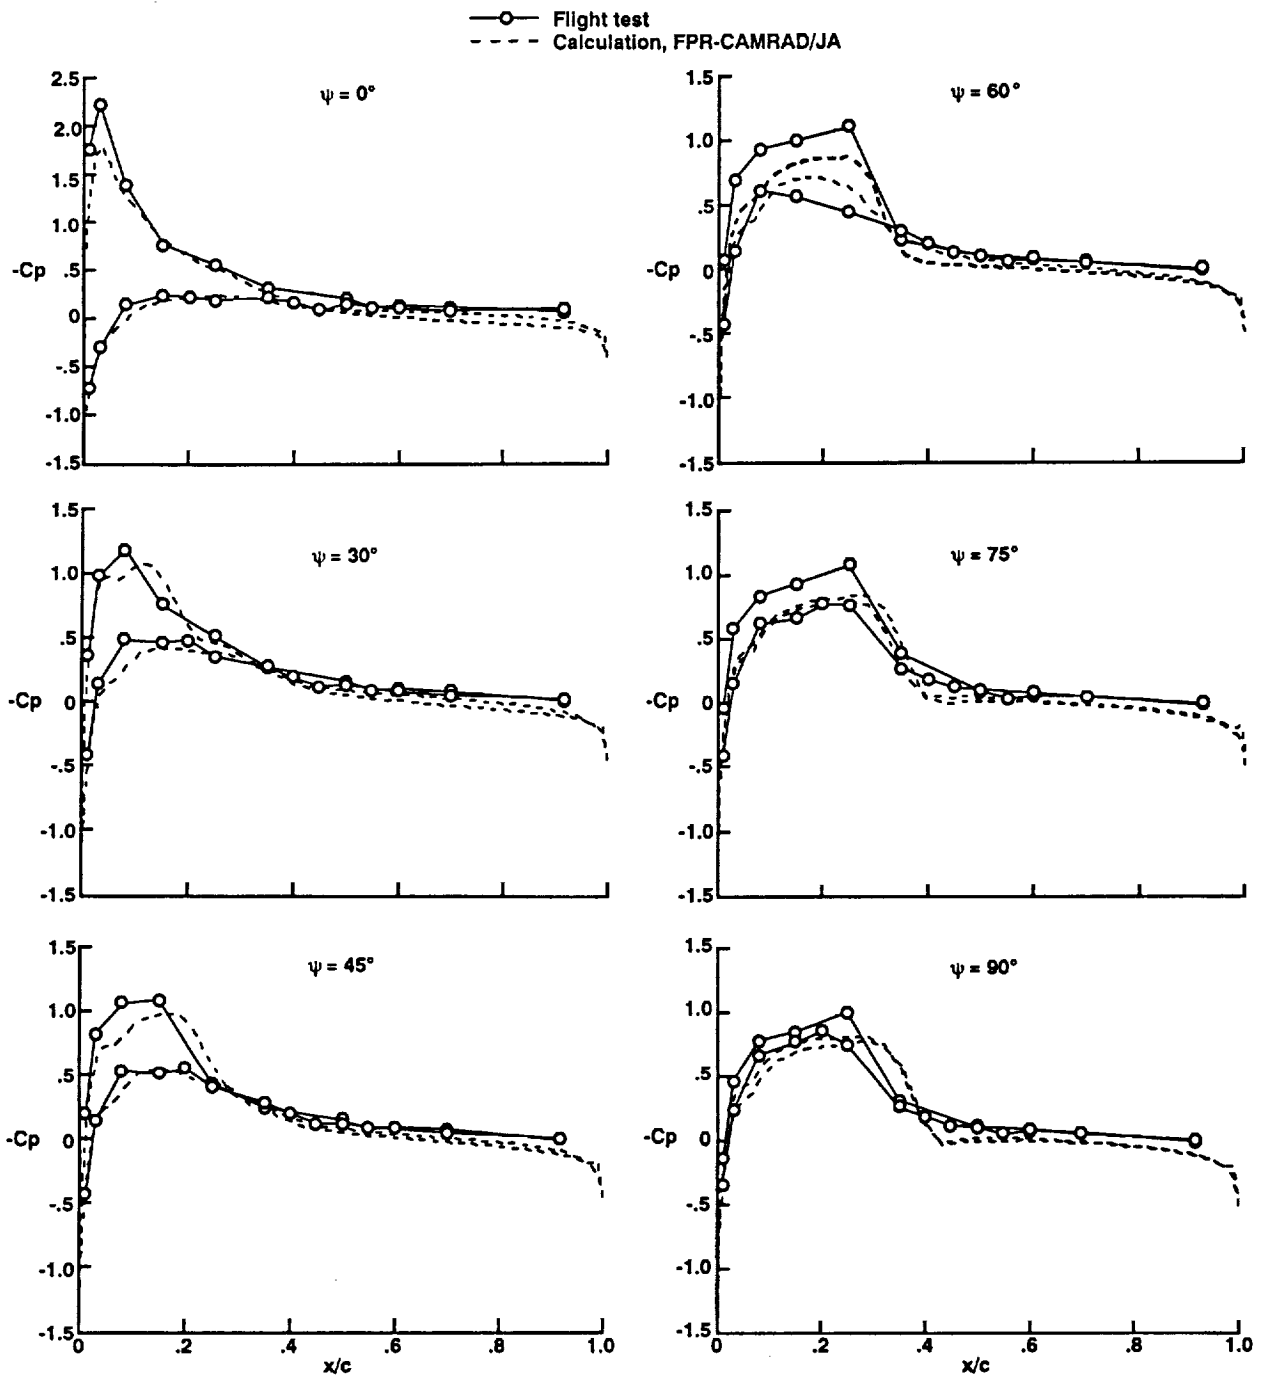 Flight test
Calculation, FPR-CAMRAD/JA
ψ = 0°
2.5
2.0
1.5
1.0
.5
0
-.5
-1.0
-1.5
-Cp
ψ = 60°
1.5
1.0
.5
0
-.5
-1.0
-1.5
-Cp
ψ = 30°
1.5
1.0
.5
0
-.5
-1.0
-1.5
-Cp
ψ = 75°
1.5
1.0
.5
0
-.5
-1.0
-1.5
-Cp
ψ = 45°
1.5
1.0
.5
0
-.5
-1.0
-1.5
-Cp
0 .2 .4 .6 .8 1.0
x/c
ψ = 90°
1.5
1.0
.5
0
-.5
-1.0
-1.5
-Cp
0 .2 .4 .6 .8 1.0
x/c